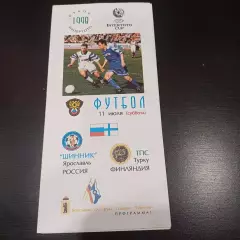 1998
INTERTOTO
CUP
ФУТБОЛ
11 июля
"ШИННИК"
Ярославль
РОССИЯ
ТПС
Турку
ФИНЛЯНДИЯ
ПРОГРАММА